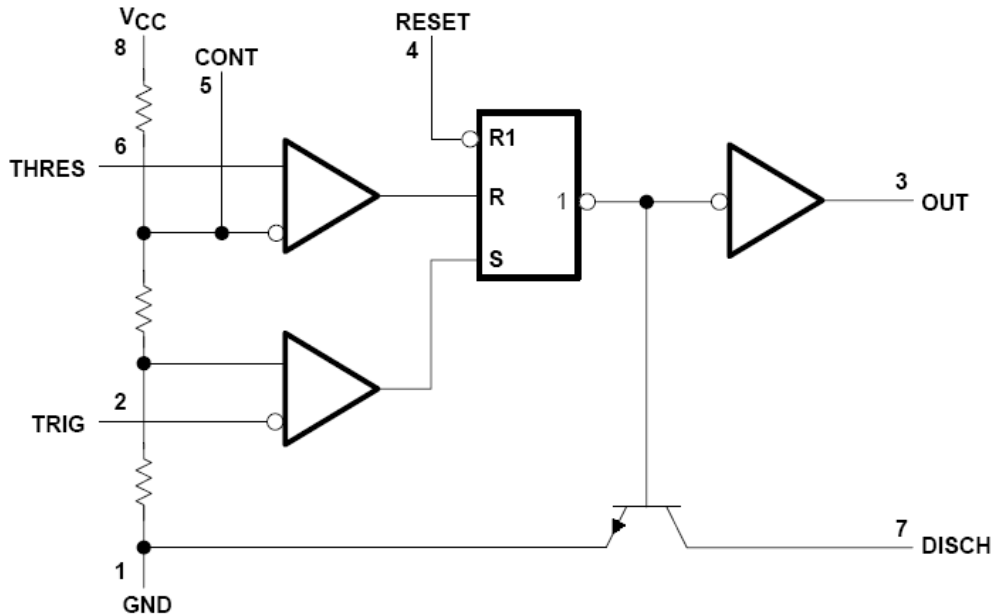 VCC
8
CONT
5
RESET
4
6
THRES
R1
R
1
S
3
OUT
2
TRIG
7
DISCH
1
GND